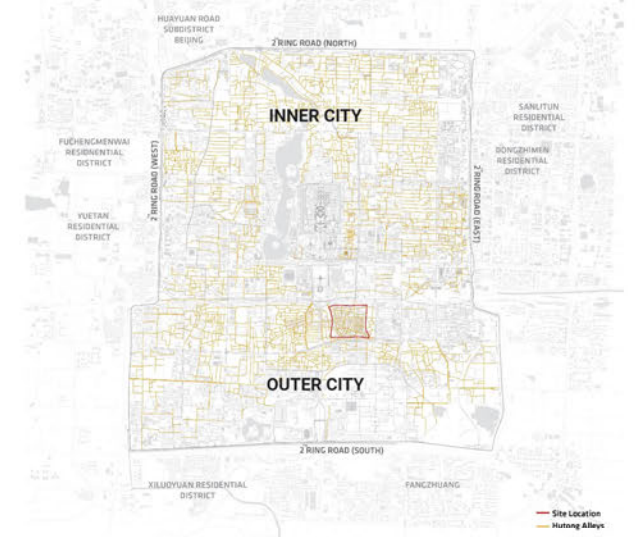 HUAYUAN ROAD
SUBDISTRICT
BEIJING
2 RING ROAD (NORTH)
INNER CITY
SANLITUN
RESIDENTIAL
DISTRICT
FUCHENGMENWAI
RESIDNENTIAL
DISTRICT
DONGZHIMEN
RESIDENTIAL
DISTRICT
2 RING ROAD (WEST)
2 RING ROAD (EAST)
YUETAN
RESIDENTIAL
DISTRICT
OUTER CITY
2 RING ROAD (SOUTH)
XILUOYUAN RESIDENTIAL
DISTRICT
FANGZHUANG
Site Location
Hutong Alleys